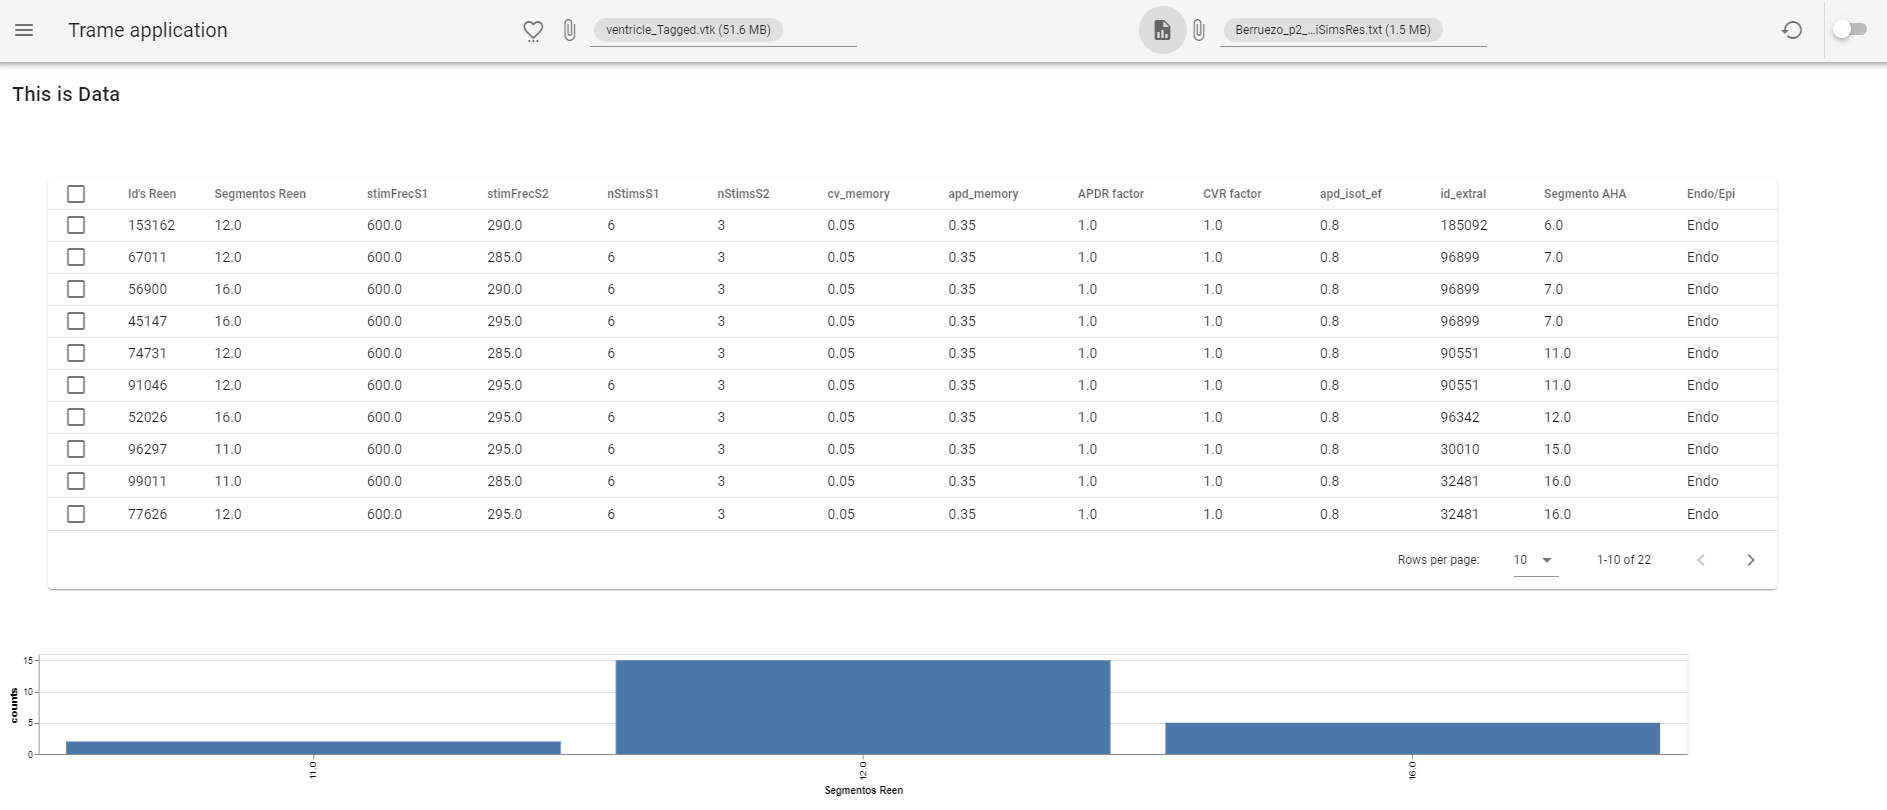 Trame application ventricle_Tagged.vtk (51.6 MB) Berruezo_p2_...iSimsRes.txt (1.5 MB)
This is Data
Id's Reen Segmentos Reen stimFrecS1 stimFrecS2 nStimsS1 nStimsS2 cv_memory apd_memory APDR factor CVR factor apd_isot_ef id_extraI Segmento AHA Endo/Epi
153162 12.0 600.0 290.0 6 3 0.05 0.35 1.0 1.0 0.8 185092 6.0 Endo
67011 12.0 600.0 285.0 6 3 0.05 0.35 1.0 1.0 0.8 96899 7.0 Endo
56900 16.0 600.0 290.0 6 3 0.05 0.35 1.0 1.0 0.8 96899 7.0 Endo
45147 16.0 600.0 295.0 6 3 0.05 0.35 1.0 1.0 0.8 96899 7.0 Endo
74731 12.0 600.0 285.0 6 3 0.05 0.35 1.0 1.0 0.8 90551 11.0 Endo
91046 12.0 600.0 295.0 6 3 0.05 0.35 1.0 1.0 0.8 90551 11.0 Endo
52026 16.0 600.0 295.0 6 3 0.05 0.35 1.0 1.0 0.8 96342 12.0 Endo
96297 11.0 600.0 295.0 6 3 0.05 0.35 1.0 1.0 0.8 30010 15.0 Endo
99011 11.0 600.0 285.0 6 3 0.05 0.35 1.0 1.0 0.8 32481 16.0 Endo
77626 12.0 600.0 295.0 6 3 0.05 0.35 1.0 1.0 0.8 32481 16.0 Endo
Rows per page: 10 1-10 of 22
15
10
5
0
counts
11.0 12.0 16.0
Segmentos Reen